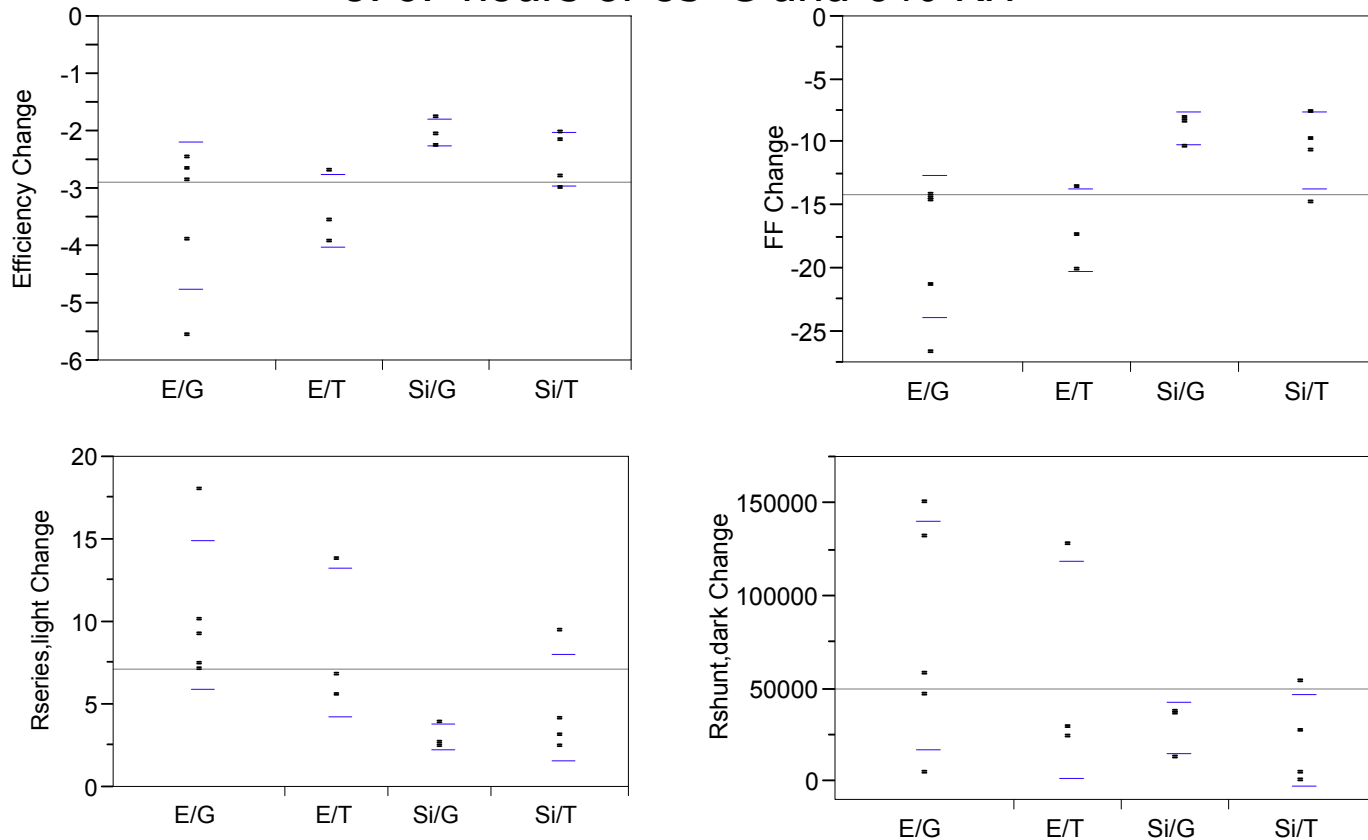 0
-1
-2
-3
-4
-5
-6
Efficiency Change
E/G E/T Si/G Si/T
0
-5
-10
-15
-20
-25
FF Change
E/G E/T Si/G Si/T
20
15
10
5
0
Rseries,light Change
E/G E/T Si/G Si/T
150000
100000
50000
0
Rshunt,dark Change
E/G E/T Si/G Si/T